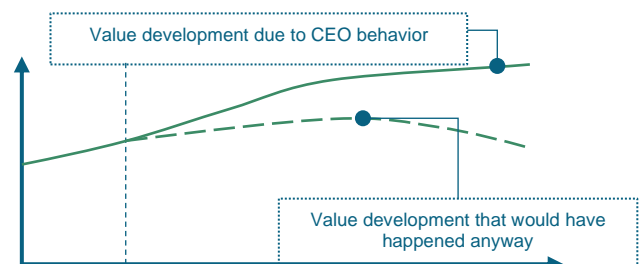 Value development due to CEO behavior
Value development that would have
happened anyway